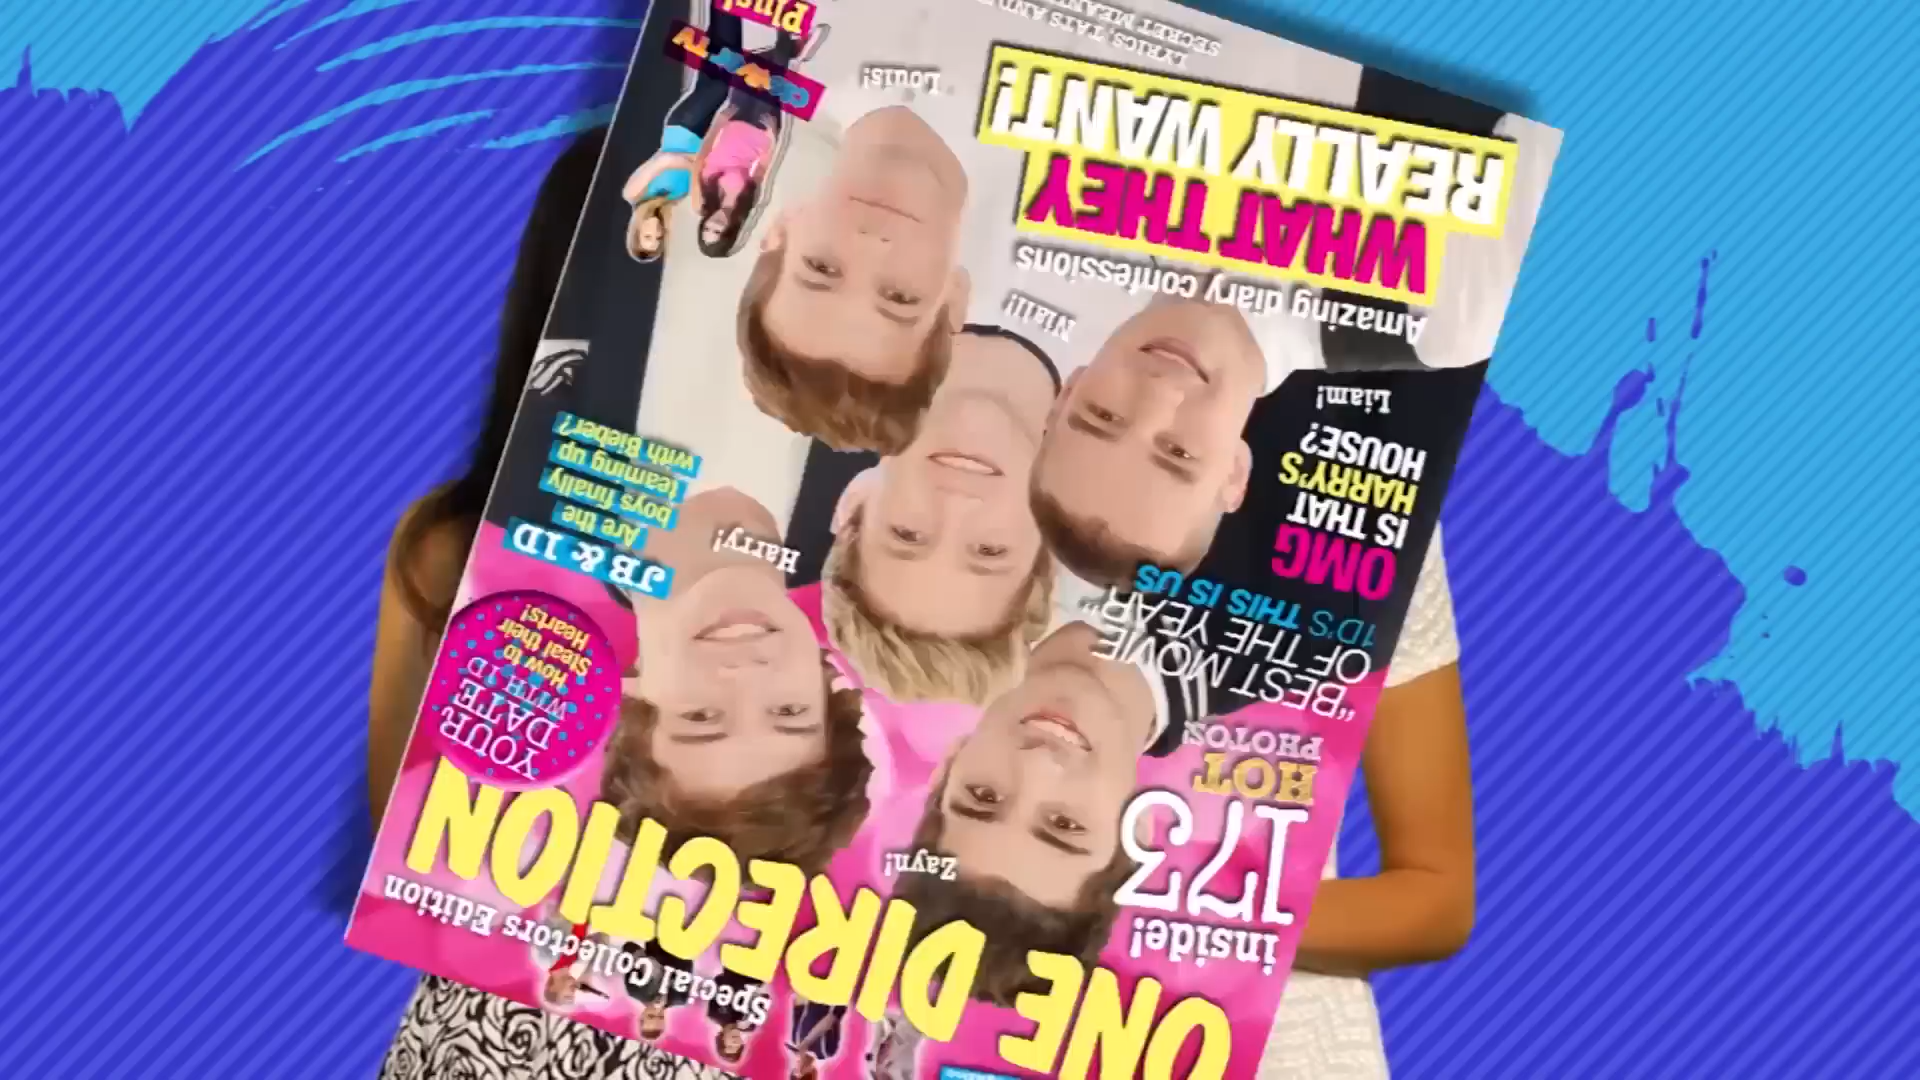 Special Collectors Edition
ONE DIRECTION
inside!
173
HOT
PHOTOS!
"BEST MOVIE
OF THE YEAR"
1D'S THIS IS US
OMG
IS THAT
HARRY'S
HOUSE?
Liam!
Zayn!
YOUR
DATE
WITH 1D
How to
Steal their
Hearts!
Harry!
JB & 1D
Are the
boys finally
teaming up
with Bieber?
Niall!
Louis!
Amazing diary confessions
WHAT THEY
REALLY WANT!
LYRICS, TATS AND
SECRET
Plus!
TV